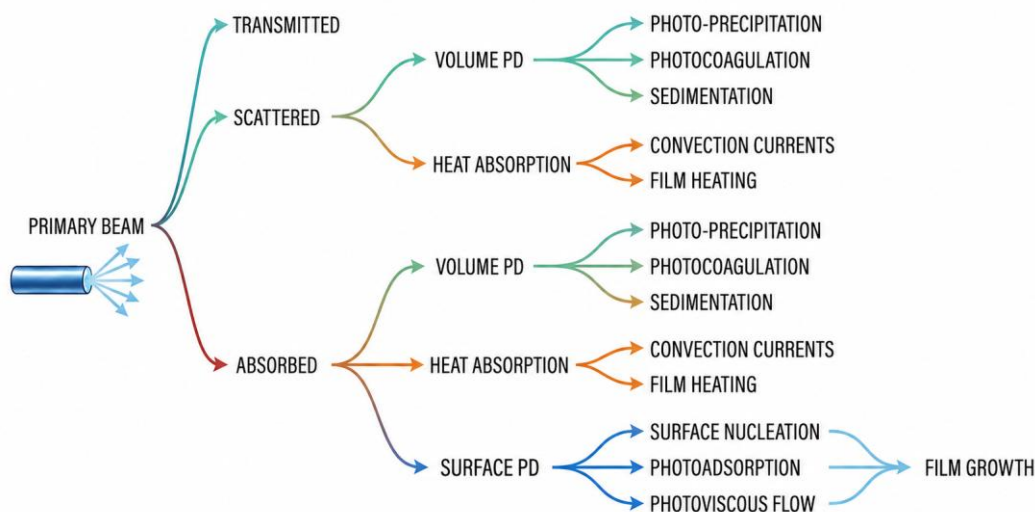 TRANSMITTED
SCATTERED
VOLUME PD
PHOTO-PRECIPITATION
PHOTOCOAGULATION
SEDIMENTATION
HEAT ABSORPTION
CONVECTION CURRENTS
FILM HEATING
PRIMARY BEAM
ABSORBED
VOLUME PD
PHOTO-PRECIPITATION
PHOTOCOAGULATION
SEDIMENTATION
HEAT ABSORPTION
CONVECTION CURRENTS
FILM HEATING
SURFACE PD
SURFACE NUCLEATION
PHOTOADSORPTION
PHOTOVISCOUS FLOW
FILM GROWTH